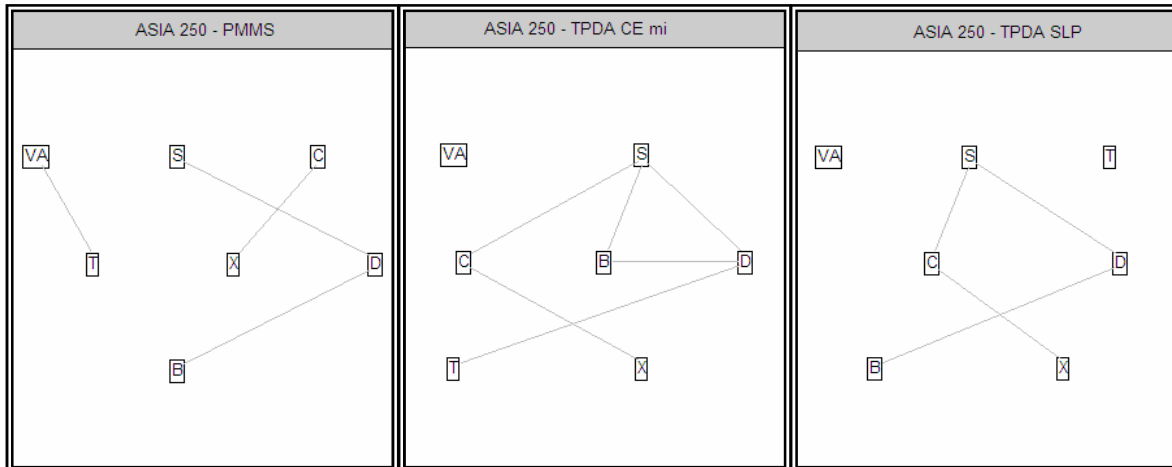 ASIA 250 - PMMS
VA S C
T X D
B
ASIA 250 - TPDA CE mi
VA S
C B D
T X
ASIA 250 - TPDA SLP
VA S T
C D
B X